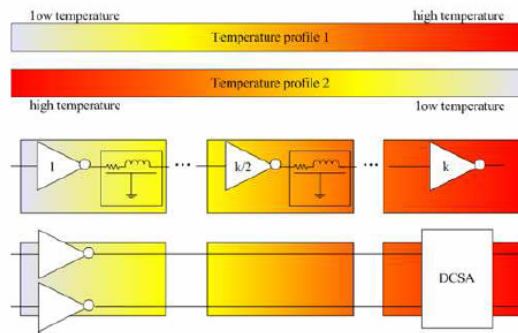 low temperature high temperature
Temperature profile 1
Temperature profile 2
high temperature low temperature
1 k/2 k
... ...
DCSA